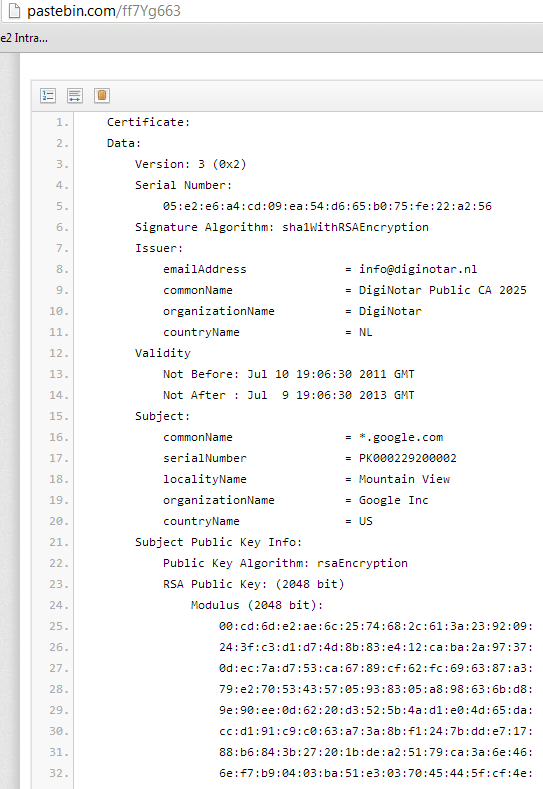 pastebin.com/ff7Yg663
e2 Intra...
1. Certificate:
2. Data:
3. Version: 3 (0x2)
4. Serial Number:
5. 05:e2:e6:a4:cd:09:ea:54:d6:65:b0:75:fe:22:a2:56
6. Signature Algorithm: sha1WithRSAEncryption
7. Issuer:
8. emailAddress = info@diginotar.nl
9. commonName = DigiNotar Public CA 2025
10. organizationName = DigiNotar
11. countryName = NL
12. Validity
13. Not Before: Jul 10 19:06:30 2011 GMT
14. Not After : Jul 9 19:06:30 2013 GMT
15. Subject:
16. commonName = *.google.com
17. serialNumber = PK000229200002
18. localityName = Mountain View
19. organizationName = Google Inc
20. countryName = US
21. Subject Public Key Info:
22. Public Key Algorithm: rsaEncryption
23. RSA Public Key: (2048 bit)
24. Modulus (2048 bit):
25. 00:cd:6d:e2:ae:6c:25:74:68:2c:61:3a:23:92:09:
26. 24:3f:c3:d1:d7:4d:8b:83:e4:12:ca:ba:2a:97:37:
27. 0d:ec:7a:d7:53:ca:67:89:cf:62:fc:69:63:87:a3:
28. 79:e2:70:53:43:57:05:93:83:05:a8:98:63:6b:d8:
29. 9e:90:ee:0d:62:20:d3:52:5b:4a:d1:e0:4d:65:da:
30. cc:d1:91:c9:c0:63:a7:3a:8b:f1:24:7b:dd:e7:17:
31. 88:b6:84:3b:27:20:1b:de:a2:51:79:ca:3a:6e:46:
32. 6e:f7:b9:04:03:ba:51:e3:03:70:45:44:5f:cf:4e: